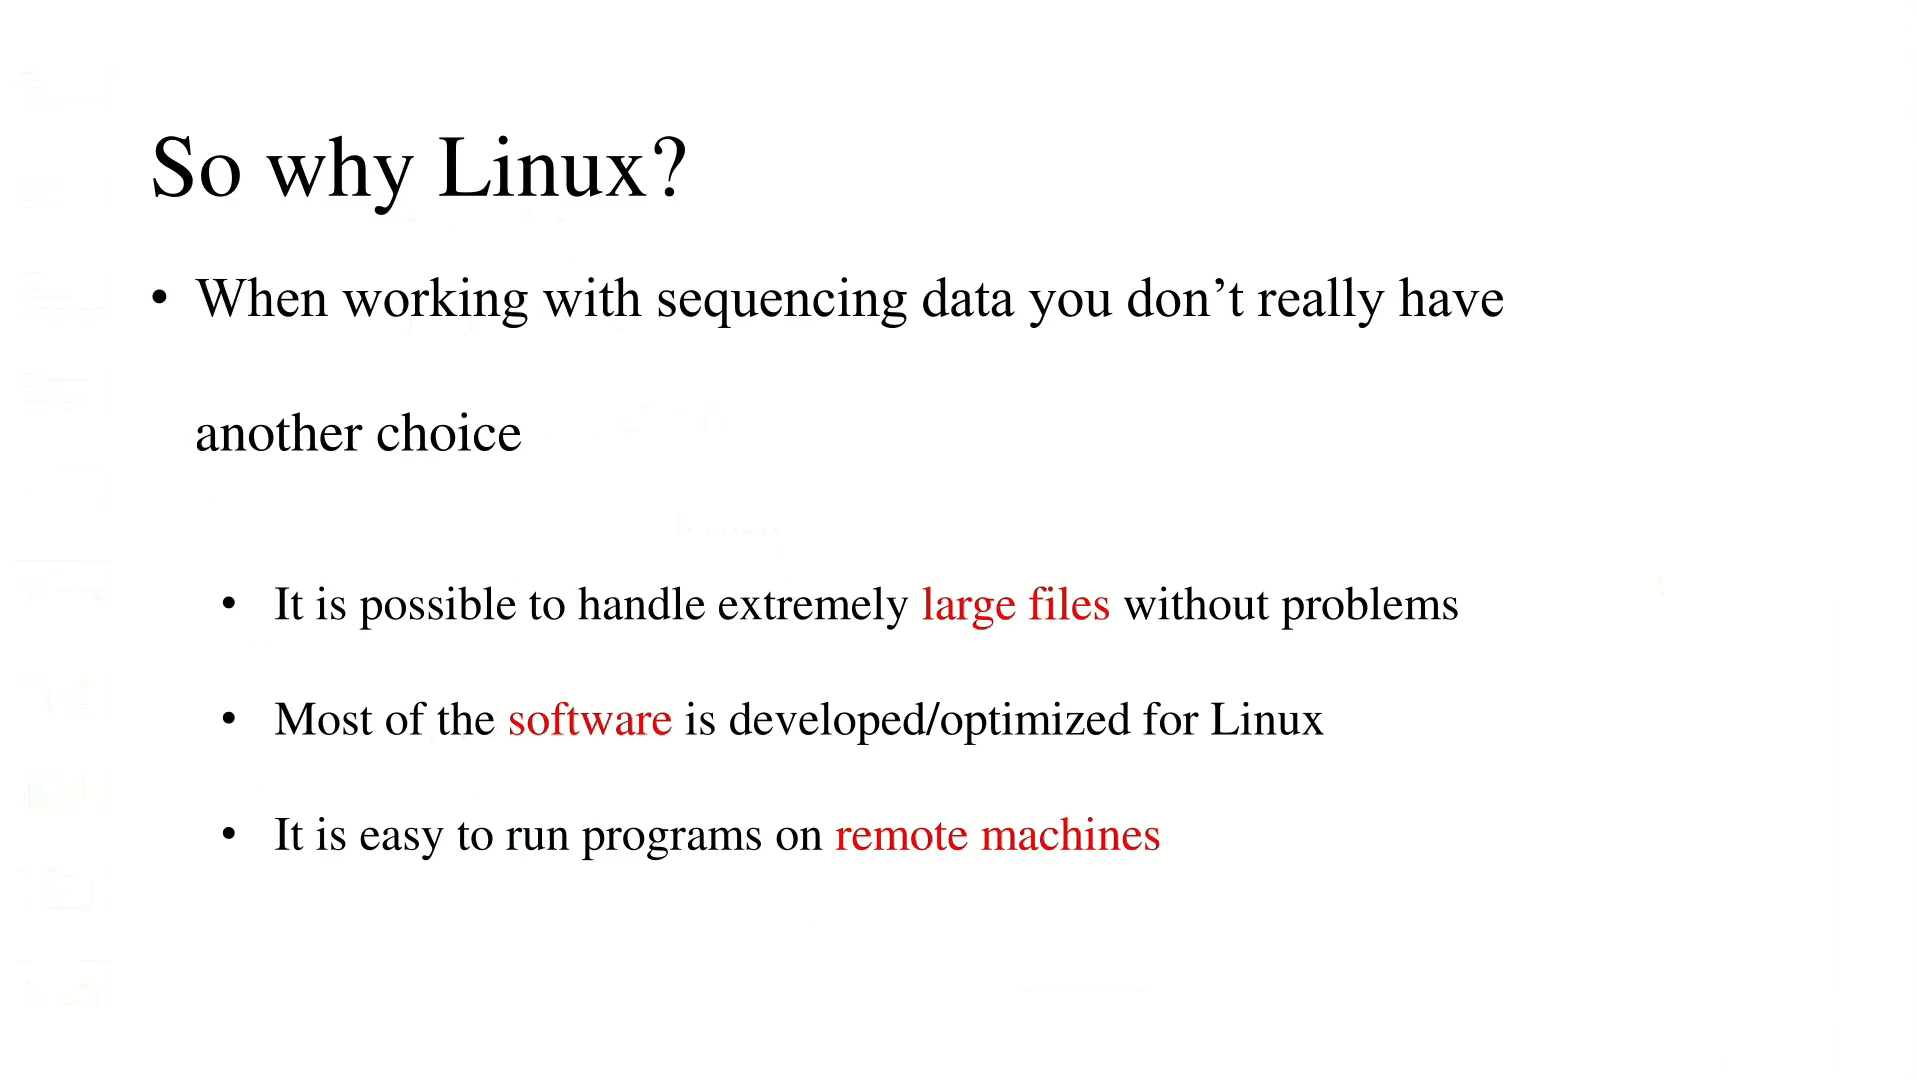 So why Linux?
• When working with sequencing data you don’t really have
another choice
• It is possible to handle extremely large files without problems
• Most of the software is developed/optimized for Linux
• It is easy to run programs on remote machines